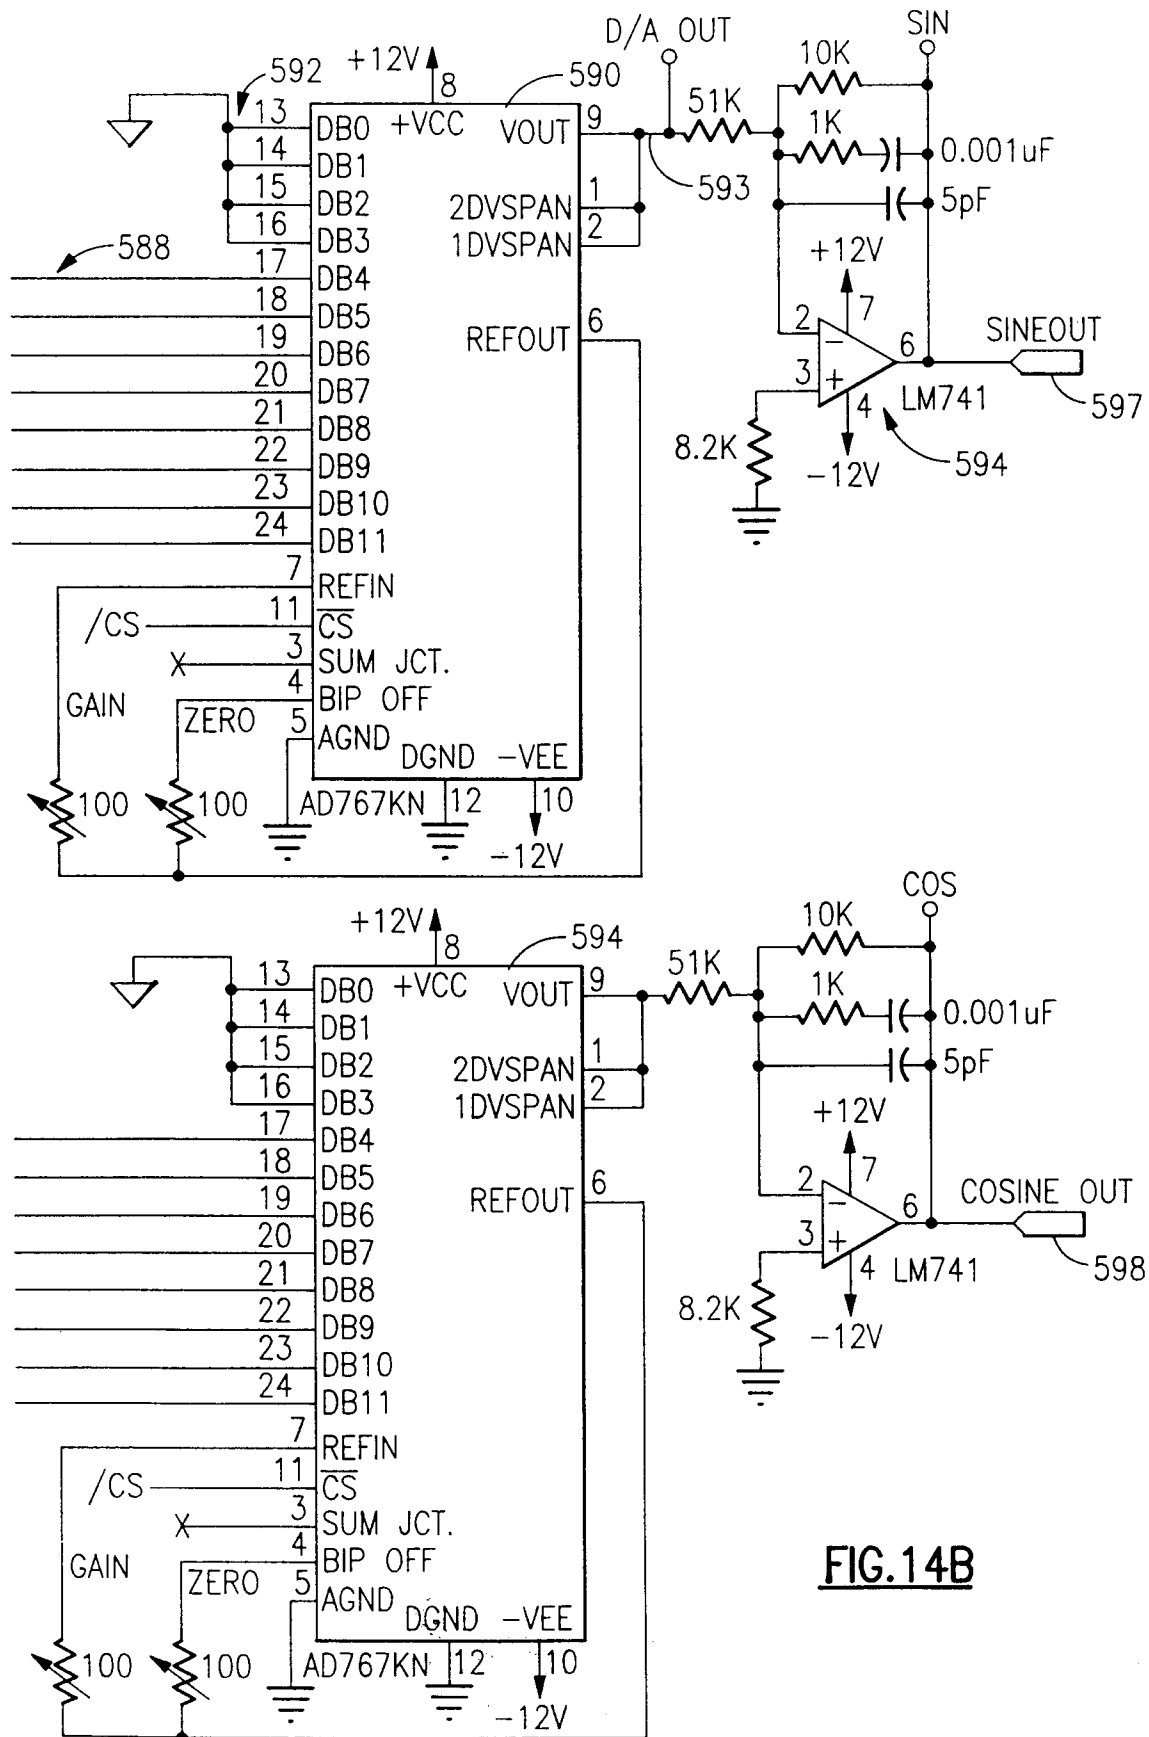 D/A OUT
SIN
+12V
8
590
592
10K
51K
13
DB0
+VCC
VOUT
9
1K
0.001uF
14
DB1
593
15
DB2
2DVSPAN
1
5pF
16
DB3
1DVSPAN
2
588
17
DB4
+12V
7
18
DB5
19
DB6
REFOUT
6
2
−
6
SINEOUT
20
DB7
3
+
4
LM741
597
21
DB8
8.2K
-12V
594
22
DB9
23
DB10
24
DB11
7
REFIN
/CS
11
CS
3
SUM JCT.
GAIN
4
BIP OFF
ZERO
5
AGND
DGND
-VEE
100
100
AD767KN
12
10
-12V
COS
+12V
8
594
10K
51K
13
DB0
+VCC
VOUT
9
1K
0.001uF
14
DB1
15
DB2
2DVSPAN
1
5pF
16
DB3
1DVSPAN
2
+12V
17
DB4
7
18
DB5
19
DB6
REFOUT
6
2
−
6
COSINE OUT
20
DB7
3
+
4
LM741
598
21
DB8
8.2K
-12V
22
DB9
23
DB10
24
DB11
7
REFIN
/CS
11
CS
3
SUM JCT.
GAIN
4
BIP OFF
ZERO
5
AGND
DGND
-VEE
100
100
AD767KN
12
10
-12V
FIG.14B